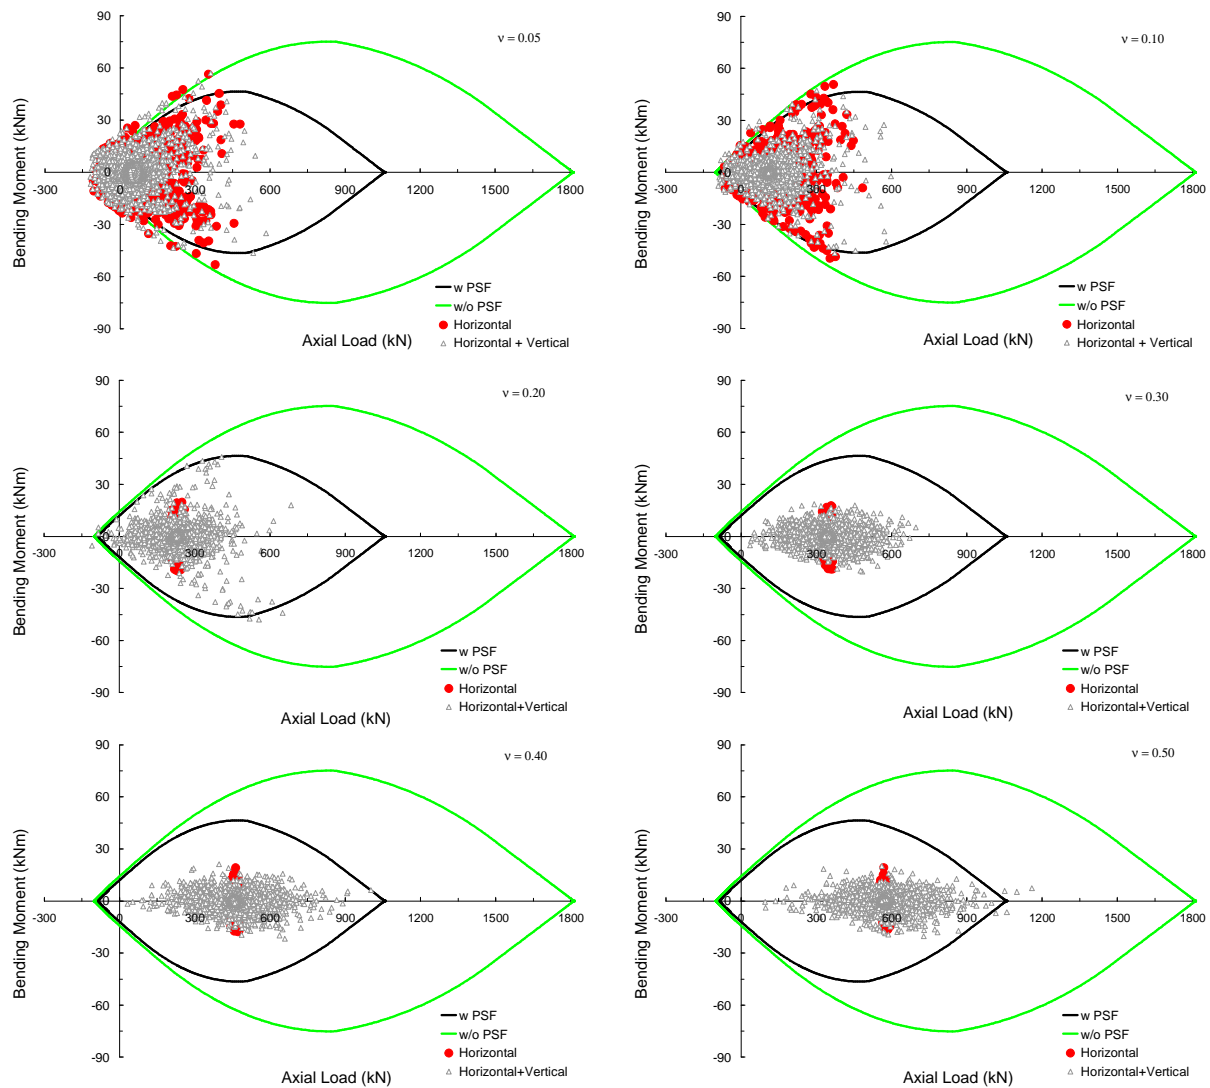 ν = 0.05
Bending Moment (kNm)
90
60
30
0
-30
-60
-90
-300 0 300 600 900 1200 1500 1800
w PSF
w/o PSF
Horizontal
Horizontal + Vertical
Axial Load (kN)
ν = 0.10
Bending Moment (kNm)
90
60
30
0
-30
-60
-90
-300 0 300 600 900 1200 1500 1800
w PSF
w/o PSF
Horizontal
Horizontal + Vertical
Axial Load (kN)
ν = 0.20
Bending Moment (kNm)
90
60
30
0
-30
-60
-90
-300 0 300 600 900 1200 1500 1800
w PSF
w/o PSF
Horizontal
Horizontal+Vertical
Axial Load (kN)
ν = 0.30
Bending Moment (kNm)
90
60
30
0
-30
-60
-90
-300 0 300 600 900 1200 1500 1800
w PSF
w/o PSF
Horizontal
Horizontal+Vertical
Axial Load (kN)
ν = 0.40
Bending Moment (kNm)
90
60
30
0
-30
-60
-90
-300 0 300 600 900 1200 1500 1800
w PSF
w/o PSF
Horizontal
Horizontal+Vertical
Axial Load (kN)
ν = 0.50
Bending Moment (kNm)
90
60
30
0
-30
-60
-90
-300 0 300 600 900 1200 1500 1800
w PSF
w/o PSF
Horizontal
Horizontal+Vertical
Axial Load (kN)